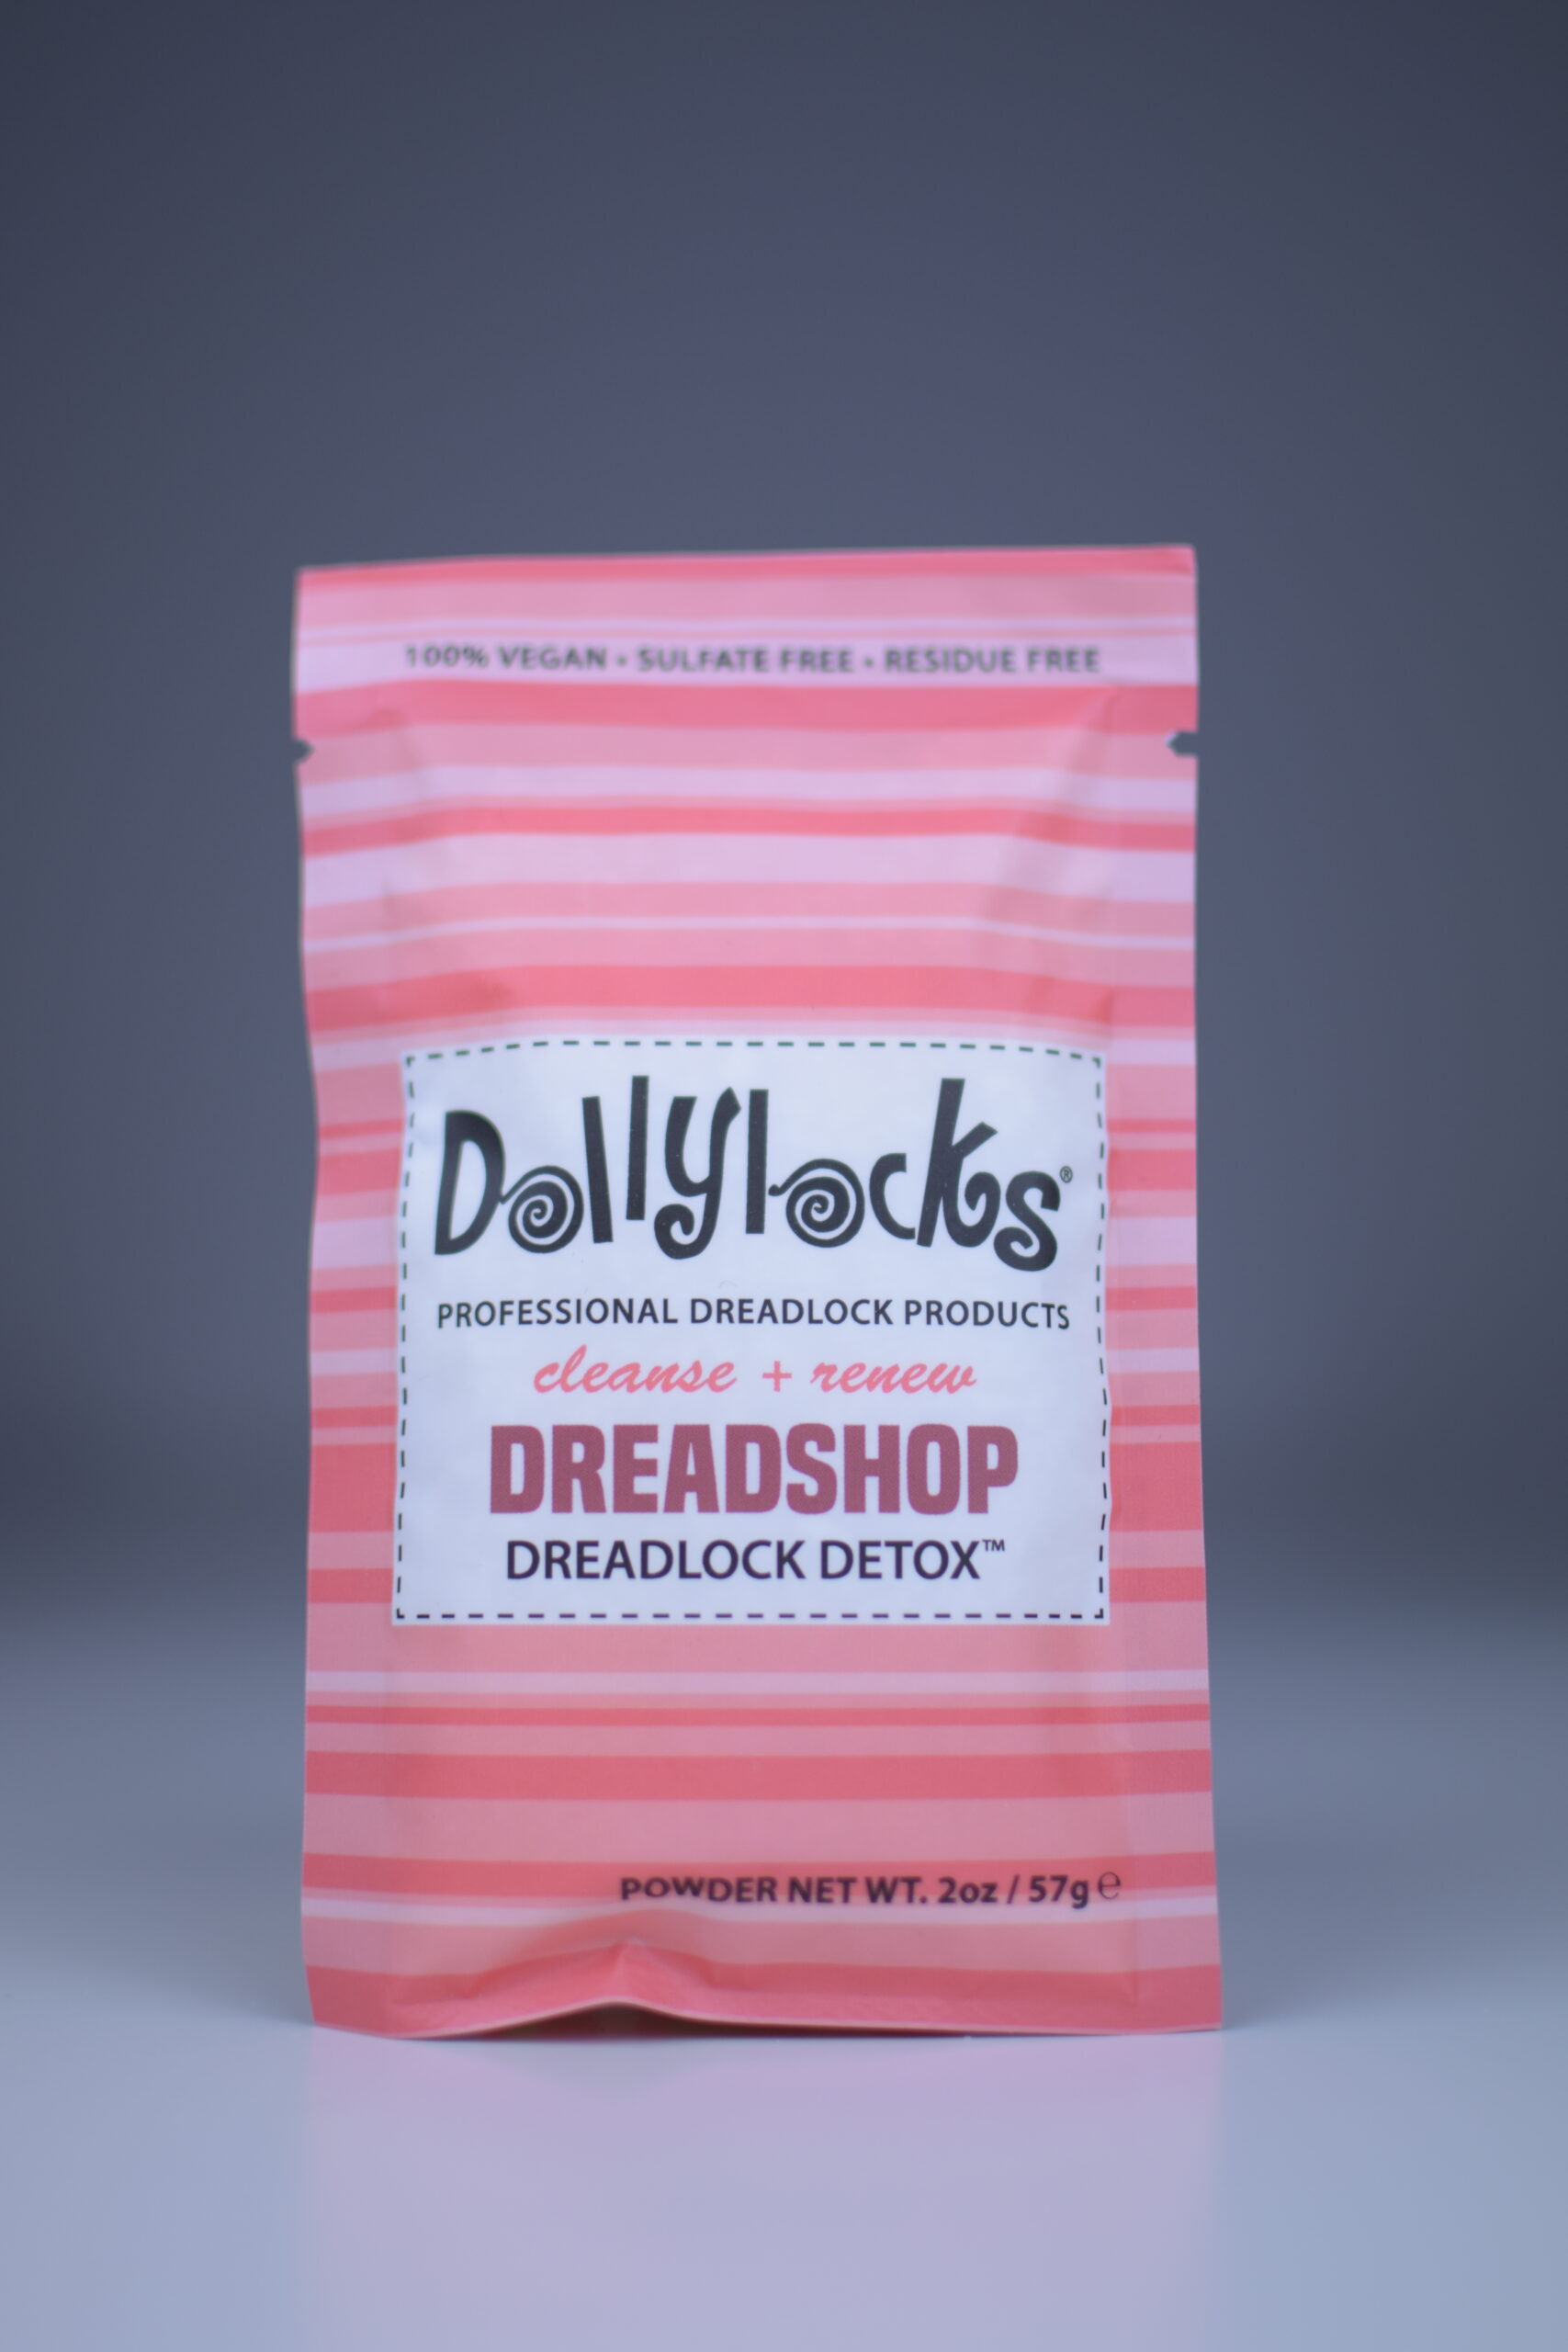 100% VEGAN • SULFATE FREE • RESIDUE FREE
Dollylocks®
PROFESSIONAL DREADLOCK PRODUCTS
cleanse + renew
DREADSHOP
DREADLOCK DETOX™
POWDER NET WT. 2oz / 57g ℮